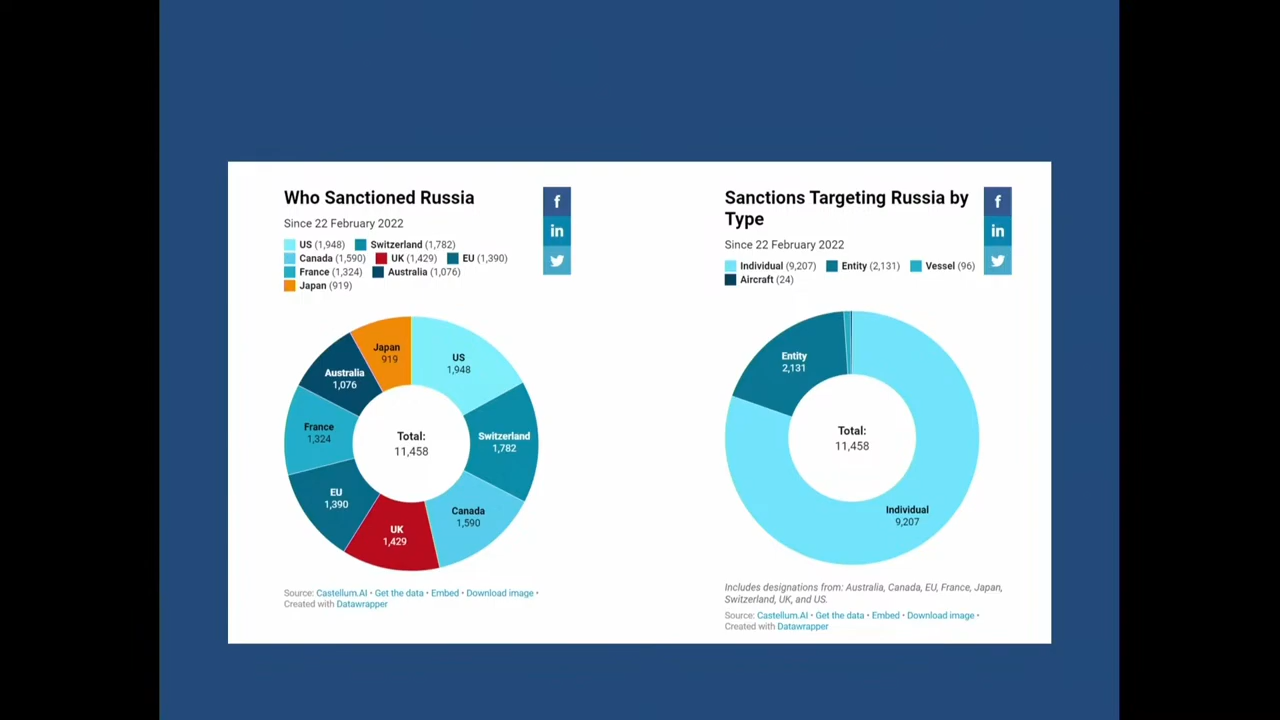 Who Sanctioned Russia
Since 22 February 2022
US (1,948) Switzerland (1,782)
Canada (1,590) UK (1,429) EU (1,390)
France (1,324) Australia (1,076)
Japan (919)
Japan
919
US
1,948
Australia
1,076
France
1,324
Total:
11,458
Switzerland
1,782
EU
1,390
Canada
1,590
UK
1,429
Source: Castellum.AI • Get the data • Embed • Download image •
Created with Datawrapper
f
in
Sanctions Targeting Russia by
Type
Since 22 February 2022
Individual (9,207) Entity (2,131) Vessel (96)
Aircraft (24)
Entity
2,131
Total:
11,458
Individual
9,207
Includes designations from: Australia, Canada, EU, France, Japan,
Switzerland, UK, and US.
Source: Castellum.AI • Get the data • Embed • Download image •
Created with Datawrapper
f
in